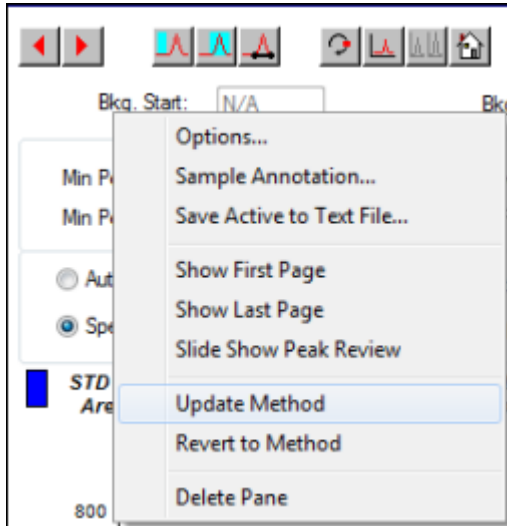 Bkg. Start: N/A Bkg
Options...
Min P Sample Annotation...
Min P Save Active to Text File...
Aut Show First Page
Show Last Page
Spe Slide Show Peak Review
STD
Are Update Method
Revert to Method
Delete Pane
800